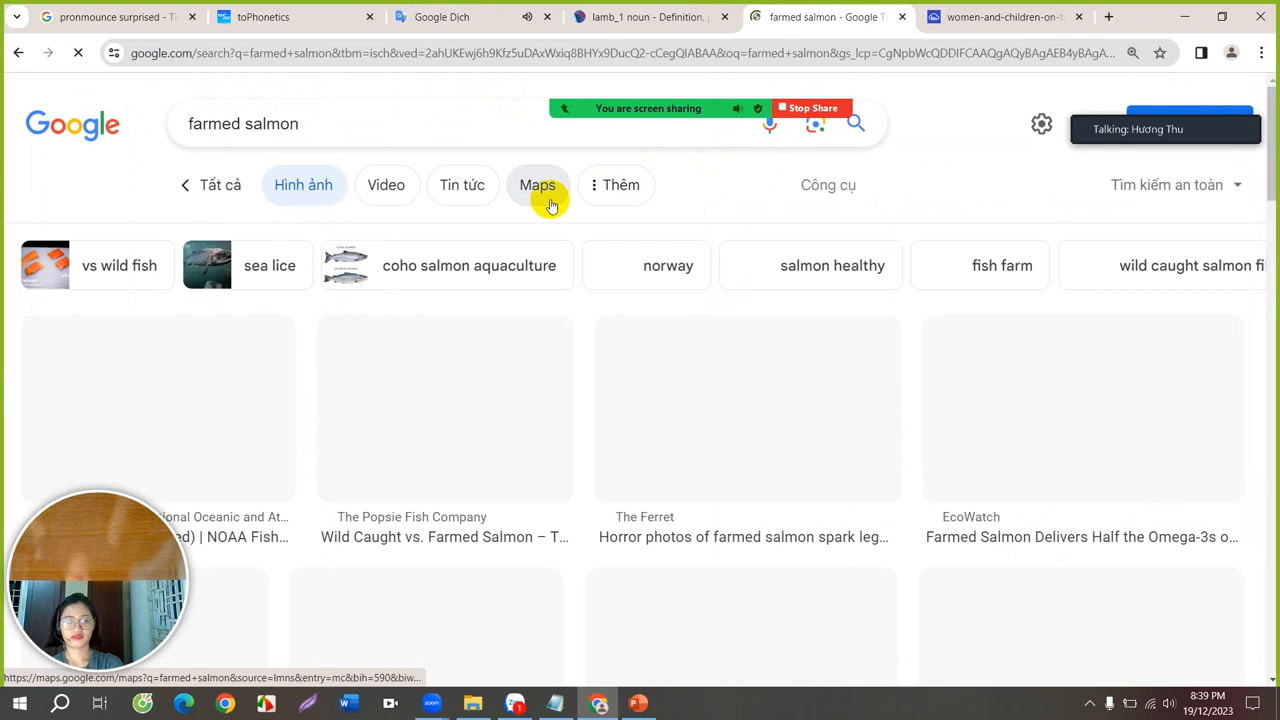 pronmounce surprised - Ti
toPhonetics
Google Dịch
lamb_1 noun - Definition,
farmed salmon - Google T
women-and-children-on-t
google.com/search?q=farmed+salmon&tbm=isch&ved=2ahUKEwj6h9Kfz5uDAxWxiq8BHYx9DucQ2-cCegQIABAA&oq=farmed+salmon&gs_lcp=CgNpbWcQDDIFCAAQgAQyBAgAEB4yBAgA...
You are screen sharing
Stop Share
Google
farmed salmon
Talking: Hương Thu
Tất cả
Hình ảnh
Video
Tin tức
Maps
Thêm
Công cụ
Tìm kiếm an toàn
vs wild fish
sea lice
coho salmon aquaculture
norway
salmon healthy
fish farm
wild caught salmon fi
ional Oceanic and At...
The Popsie Fish Company
The Ferret
EcoWatch
ed) | NOAA Fish...
Wild Caught vs. Farmed Salmon – T...
Horror photos of farmed salmon spark leg...
Farmed Salmon Delivers Half the Omega-3s o...
https://maps.google.com/maps?q=farmed+salmon&source=lmns&entry=mc&bih=590&biw...
8:39 PM
19/12/2023